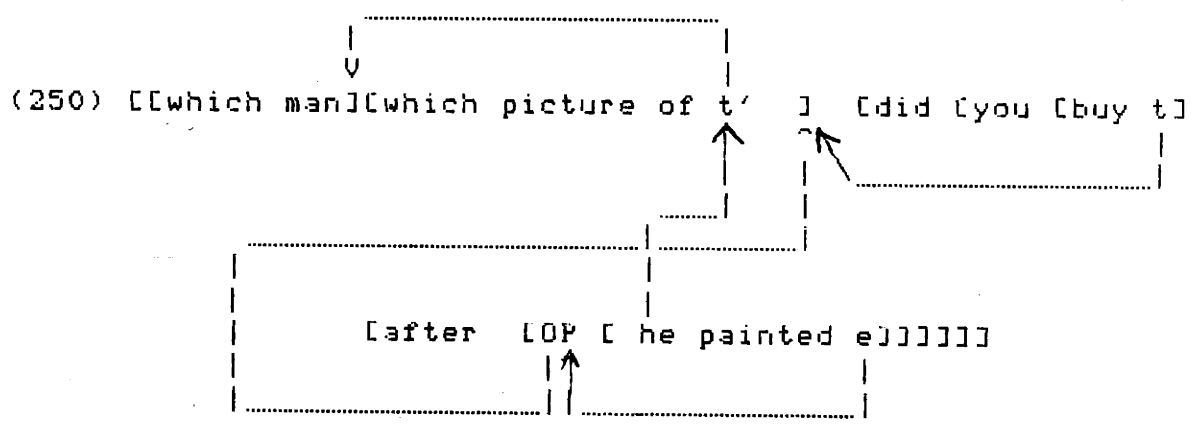 (250) [[which man][which picture of t' ] [did [you [buy t]
[after [OP [ he painted e]]]]]]